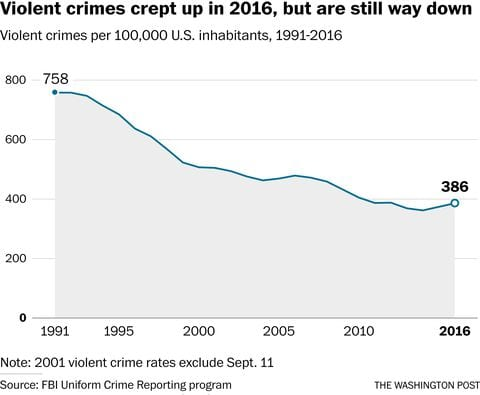 Violent crimes crept up in 2016, but are still way down
Violent crimes per 100,000 U.S. inhabitants, 1991-2016
800
758
600
400
386
200
0
1991 1995 2000 2005 2010 2016
Note: 2001 violent crime rates exclude Sept. 11
Source: FBI Uniform Crime Reporting program
THE WASHINGTON POST